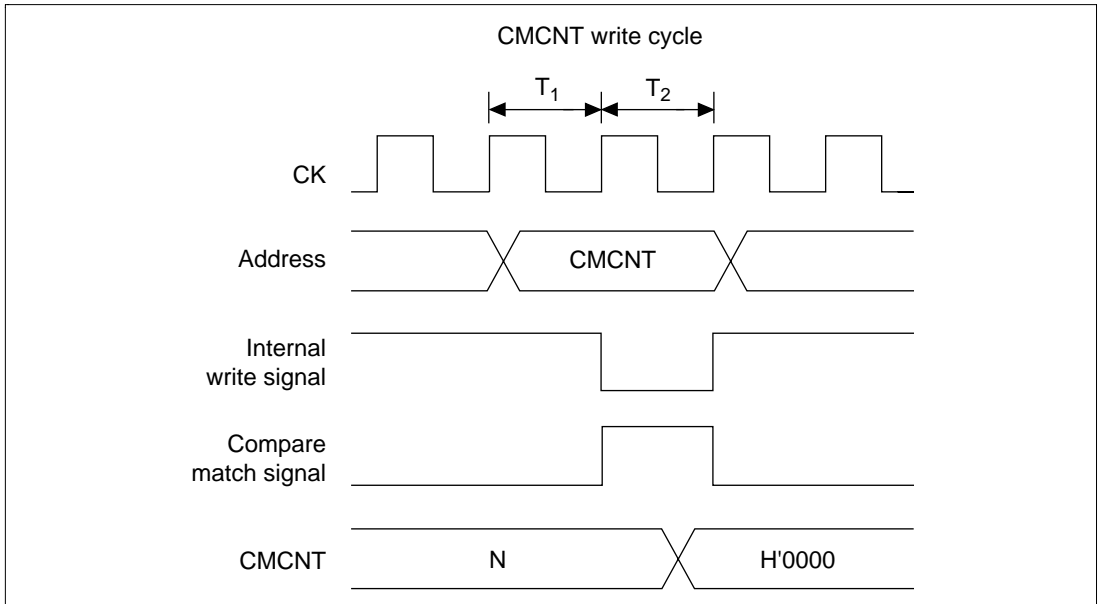 CMCNT write cycle
T1 T2
CK
Address CMCNT
Internal
write signal
Compare
match signal
CMCNT N H'0000